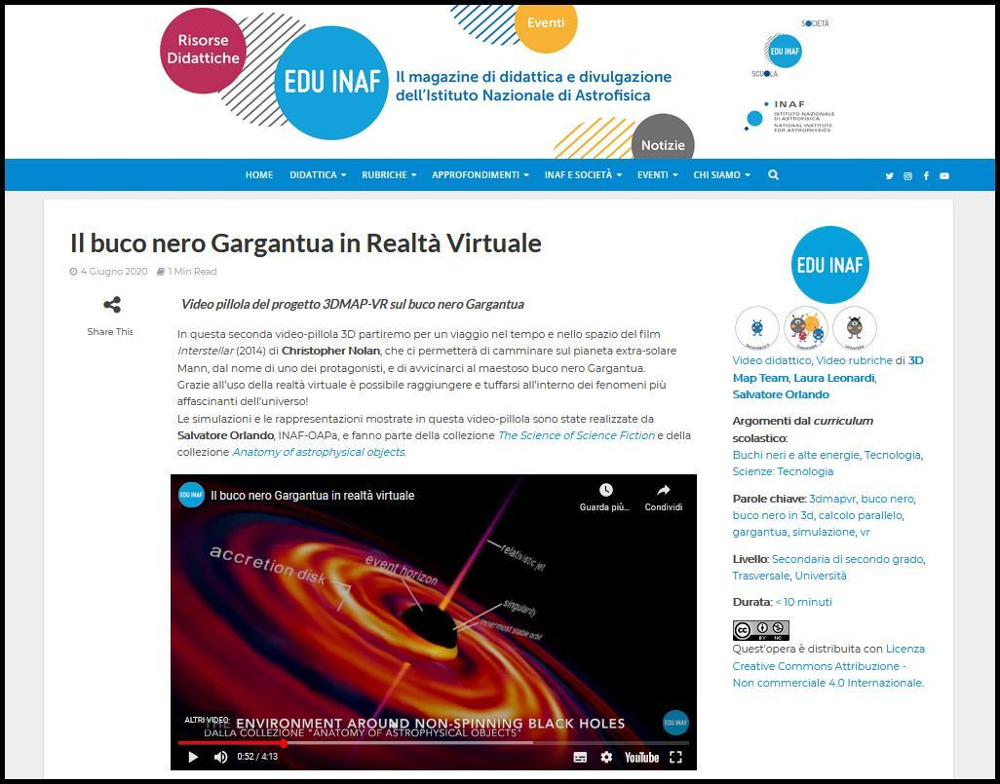 Risorse
Didattiche
EDU INAF
Il magazine di didattica e divulgazione
dell'Istituto Nazionale di Astrofisica
Eventi
Notizie
SOCIETÀ
EDU INAF
SCUOLA
INAF
ISTITUTO NAZIONALE
DI ASTROFISICA
NATIONAL INSTITUTE
FOR ASTROPHYSICS
HOME DIDATTICA RUBRICHE APPROFONDIMENTI INAF E SOCIETÀ EVENTI CHI SIAMO
Il buco nero Gargantua in Realtà Virtuale
4 Giugno 2020 1 Min Read
Share This
Video pillola del progetto 3DMAP-VR sul buco nero Gargantua
In questa seconda video-pillola 3D partiremo per un viaggio nel tempo e nello spazio del film
Interstellar (2014) di Christopher Nolan, che ci permetterà di camminare sul pianeta extra-solare
Mann, dal nome di uno dei protagonisti, e di avvicinarci al maestoso buco nero Gargantua.
Grazie all'uso della realtà virtuale è possibile raggiungere e tuffarsi all'interno dei fenomeni più
affascinanti dell'universo!
Le simulazioni e le rappresentazioni mostrate in questa video-pillola sono state realizzate da
Salvatore Orlando, INAF-OAPa, e fanno parte della collezione The Science of Science Fiction e della
collezione Anatomy of astrophysical objects.
EDU INAF
Il buco nero Gargantua in realtà virtuale
Guarda più...
Condividi
accretion disk
event horizon
relativistic jet
singularity
innermost stable orbit
ALTRI VIDEO
THE ENVIRONMENT AROUND NON-SPINNING BLACK HOLES
DALLA COLLEZIONE "ANATOMY OF ASTROPHYSICAL OBJECTS"
EDU INAF
0:52 / 4:13
YouTube
EDU INAF
Secondaria II
Trasversale
Università
Video didattico, Video rubriche di 3D
Map Team, Laura Leonardi,
Salvatore Orlando
Argomenti dal curriculum
scolastico:
Buchi neri e alte energie, Tecnologia,
Scienze: Tecnologia
Parole chiave: 3dmapvr, buco nero,
buco nero in 3d, calcolo parallelo,
gargantua, simulazione, vr
Livello: Secondaria di secondo grado,
Trasversale, Università
Durata: < 10 minuti
cc BY NC
Quest'opera è distribuita con Licenza
Creative Commons Attribuzione -
Non commerciale 4.0 Internazionale.